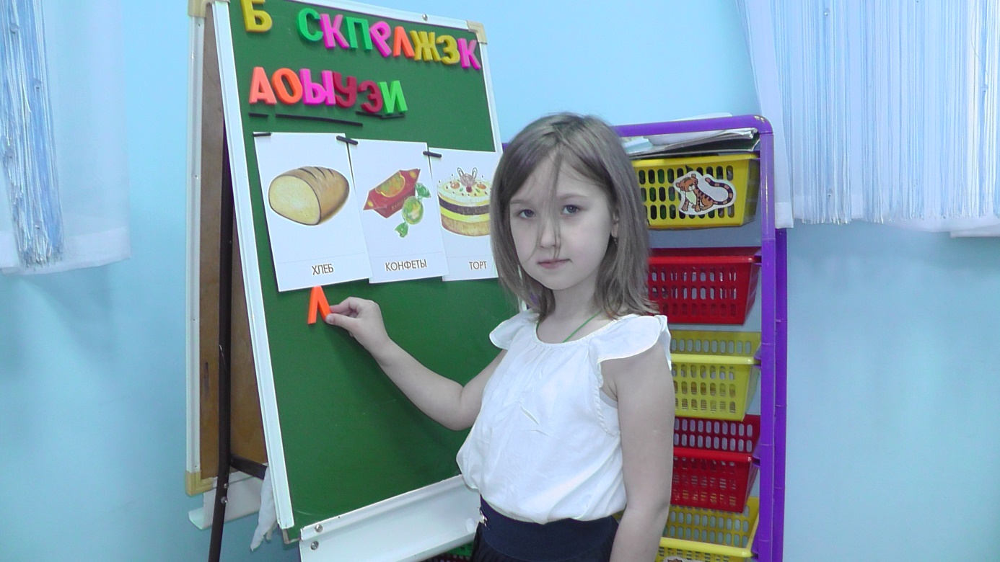 Б СКПРЛЖЗК
АОЫУЭИ
ХЛЕБ
КОНФЕТЫ
ТОРТ
Л